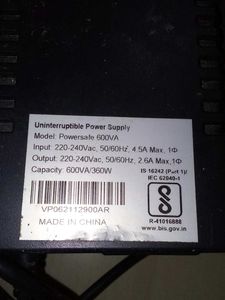 Uninterruptible Power Supply
Model: Powersafe 600VA
Input: 220-240Vac, 50/60Hz, 4.5A Max, 1Φ
Output: 220-240Vac, 50/60Hz, 2.6A Max,1Φ
Capacity: 600VA/360W
IS 16242 (Part 1)/
IEC 62040-1
VP062112900AR
MADE IN CHINA
R-41016888
www.bis.gov.in